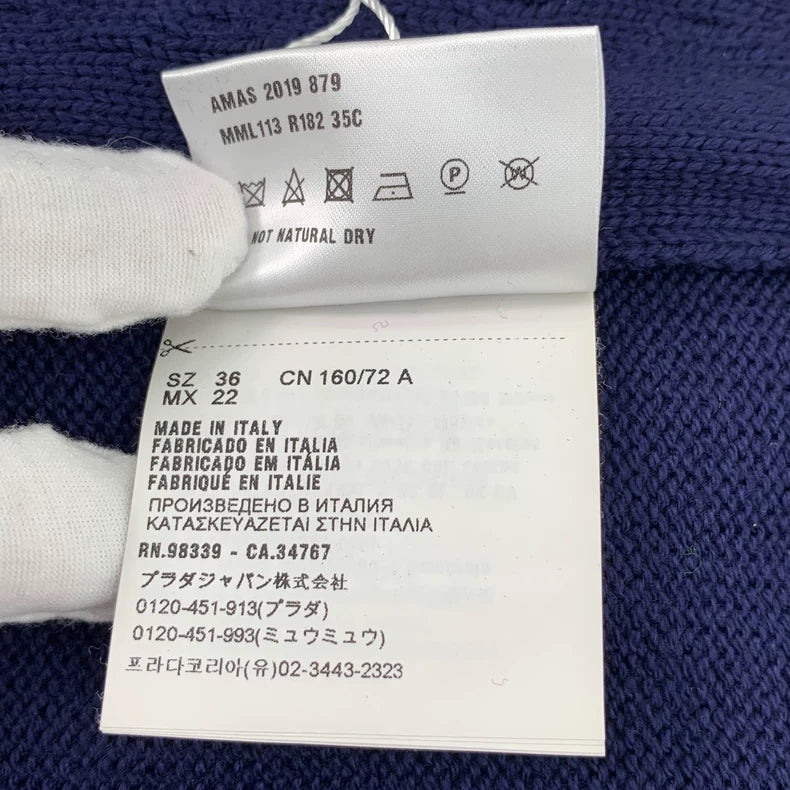 AMAS 2019 879
MML113 R182 35C
P W
NOT NATURAL DRY
SZ 36 CN 160/72 A
MX 22
MADE IN ITALY
FABRICADO EN ITALIA
FABRICADO EM ITÁLIA
FABRIQUÉ EN ITALIE
ПРОИЗВЕДЕНО В ИТАЛИЯ
ΚΑΤΑΣΚΕΥΑΖΕΤΑΙ ΣΤΗΝ ΙΤΑΛΙΑ
RN.98339 - CA.34767
プラダジャパン株式会社
0120-451-913(プラダ)
0120-451-993(ミュウミュウ)
프라다코리아(유)02-3443-2323